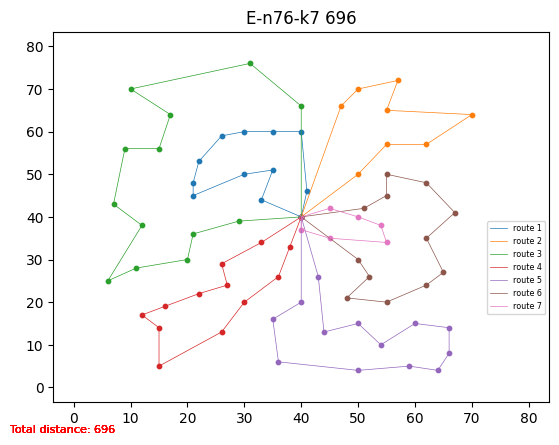 E-n76-k7 696
80
70
60
50
40
30
20
10
0
route 1
route 2
route 3
route 4
route 5
route 6
route 7
0 10 20 30 40 50 60 70 80
Total distance: 696